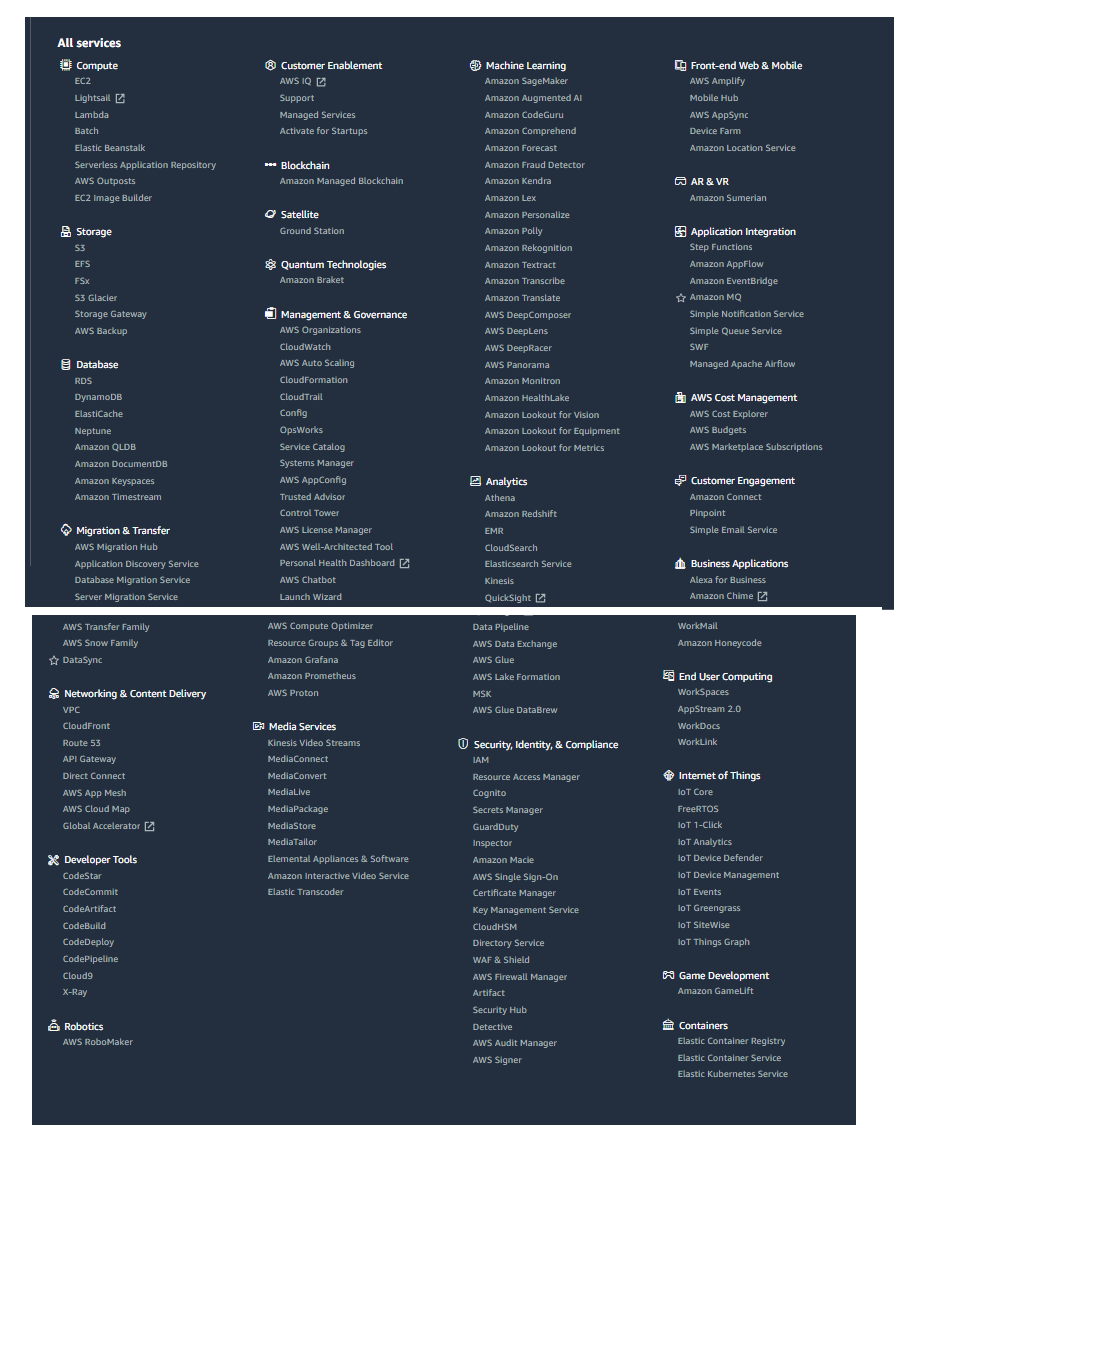 All services
Compute
EC2
Lightsail
Lambda
Batch
Elastic Beanstalk
Serverless Application Repository
AWS Outposts
EC2 Image Builder
Storage
S3
EFS
FSx
S3 Glacier
Storage Gateway
AWS Backup
Database
RDS
DynamoDB
ElastiCache
Neptune
Amazon QLDB
Amazon DocumentDB
Amazon Keyspaces
Amazon Timestream
Migration & Transfer
AWS Migration Hub
Application Discovery Service
Database Migration Service
Server Migration Service
Customer Enablement
AWS IQ
Support
Managed Services
Activate for Startups
Blockchain
Amazon Managed Blockchain
Satellite
Ground Station
Quantum Technologies
Amazon Braket
Management & Governance
AWS Organizations
CloudWatch
AWS Auto Scaling
CloudFormation
CloudTrail
Config
OpsWorks
Service Catalog
Systems Manager
AWS AppConfig
Trusted Advisor
Control Tower
AWS License Manager
AWS Well-Architected Tool
Personal Health Dashboard
AWS Chatbot
Launch Wizard
Machine Learning
Amazon SageMaker
Amazon Augmented AI
Amazon CodeGuru
Amazon Comprehend
Amazon Forecast
Amazon Fraud Detector
Amazon Kendra
Amazon Lex
Amazon Personalize
Amazon Polly
Amazon Rekognition
Amazon Textract
Amazon Transcribe
Amazon Translate
AWS DeepComposer
AWS DeepLens
AWS DeepRacer
AWS Panorama
Amazon Monitron
Amazon HealthLake
Amazon Lookout for Vision
Amazon Lookout for Equipment
Amazon Lookout for Metrics
Analytics
Athena
Amazon Redshift
EMR
CloudSearch
Elasticsearch Service
Kinesis
QuickSight
Front-end Web & Mobile
AWS Amplify
Mobile Hub
AWS AppSync
Device Farm
Amazon Location Service
AR & VR
Amazon Sumerian
Application Integration
Step Functions
Amazon AppFlow
Amazon EventBridge
Amazon MQ
Simple Notification Service
Simple Queue Service
SWF
Managed Apache Airflow
AWS Cost Management
AWS Cost Explorer
AWS Budgets
AWS Marketplace Subscriptions
Customer Engagement
Amazon Connect
Pinpoint
Simple Email Service
Business Applications
Alexa for Business
Amazon Chime
AWS Transfer Family
AWS Snow Family
DataSync
Networking & Content Delivery
VPC
CloudFront
Route 53
API Gateway
Direct Connect
AWS App Mesh
AWS Cloud Map
Global Accelerator
Developer Tools
CodeStar
CodeCommit
CodeArtifact
CodeBuild
CodeDeploy
CodePipeline
Cloud9
X-Ray
Robotics
AWS RoboMaker
AWS Compute Optimizer
Resource Groups & Tag Editor
Amazon Grafana
Amazon Prometheus
AWS Proton
Media Services
Kinesis Video Streams
MediaConnect
MediaConvert
MediaLive
MediaPackage
MediaStore
MediaTailor
Elemental Appliances & Software
Amazon Interactive Video Service
Elastic Transcoder
Data Pipeline
AWS Data Exchange
AWS Glue
AWS Lake Formation
MSK
AWS Glue DataBrew
Security, Identity, & Compliance
IAM
Resource Access Manager
Cognito
Secrets Manager
GuardDuty
Inspector
Amazon Macie
AWS Single Sign-On
Certificate Manager
Key Management Service
CloudHSM
Directory Service
WAF & Shield
AWS Firewall Manager
Artifact
Security Hub
Detective
AWS Audit Manager
AWS Signer
WorkMail
Amazon Honeycode
End User Computing
WorkSpaces
AppStream 2.0
WorkDocs
WorkLink
Internet of Things
IoT Core
FreeRTOS
IoT 1-Click
IoT Analytics
IoT Device Defender
IoT Device Management
IoT Events
IoT Greengrass
IoT SiteWise
IoT Things Graph
Game Development
Amazon GameLift
Containers
Elastic Container Registry
Elastic Container Service
Elastic Kubernetes Service